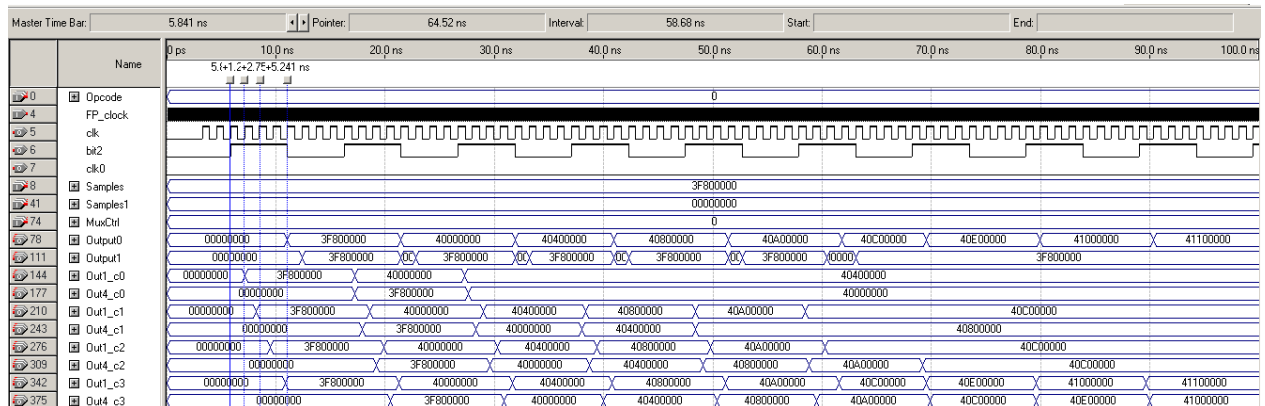 Master Time Bar: 5.841 ns Pointer: 64.52 ns Interval: 58.68 ns Start: End:
Name 0 ps 10.0 ns 20.0 ns 30.0 ns 40.0 ns 50.0 ns 60.0 ns 70.0 ns 80.0 ns 90.0 ns 100.0 ns
+5.241 ns
0 Opcode 0
4 FP_clock
5 clk
6 bit2
7 clk0
8 Samples 3F800000
41 Samples1 00000000
74 MuxCtrl 0
78 Output0 00000000 3F800000 40000000 40400000 40800000 40A00000 40C00000 40E00000 41000000 41100000
111 Output1 00000000 3F800000 3F800000 3F800000 3F800000 3F800000 3F800000
144 Out1_c0 00000000 3F800000 40000000 40400000
177 Out4_c0 00000000 3F800000 40000000
210 Out1_c1 00000000 3F800000 40000000 40400000 40800000 40A00000 40C00000
243 Out4_c1 00000000 3F800000 40000000 40400000 40800000
276 Out1_c2 00000000 3F800000 40000000 40400000 40800000 40A00000 40C00000
309 Out4_c2 00000000 3F800000 40000000 40400000 40800000 40A00000 40C00000
342 Out1_c3 00000000 3F800000 40000000 40400000 40800000 40A00000 40C00000 40E00000 41000000 41100000
375 Out4_c3 00000000 3F800000 40000000 40400000 40800000 40A00000 40C00000 40E00000 41000000